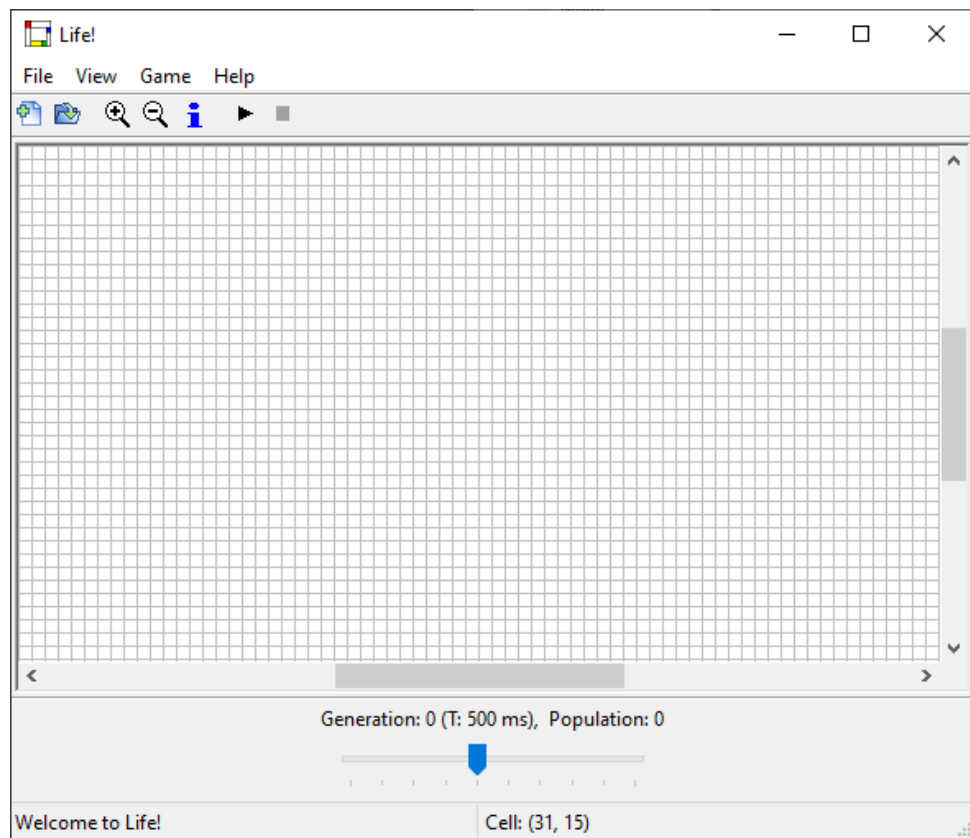 Life!
File View Game Help
Generation: 0 (T: 500 ms), Population: 0
Welcome to Life! Cell: (31, 15)